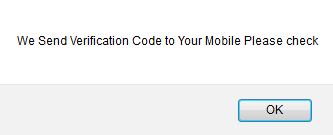 We Send Verification Code to Your Mobile Please check
OK